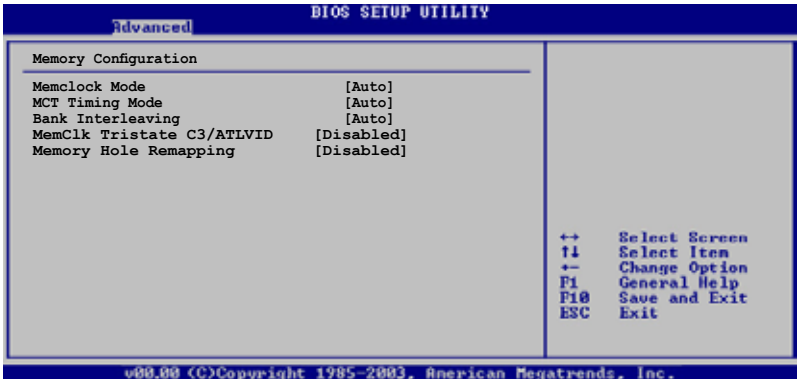 BIOS SETUP UTILITY
Advanced
Memory Configuration
Memclock Mode [Auto]
MCT Timing Mode [Auto]
Bank Interleaving [Auto]
MemClk Tristate C3/ATLVID [Disabled]
Memory Hole Remapping [Disabled]
↔ Select Screen
↑↓ Select Item
+- Change Option
F1 General Help
F10 Save and Exit
ESC Exit
v00.00 (C)Copyright 1985-2003, American Megatrends, Inc.